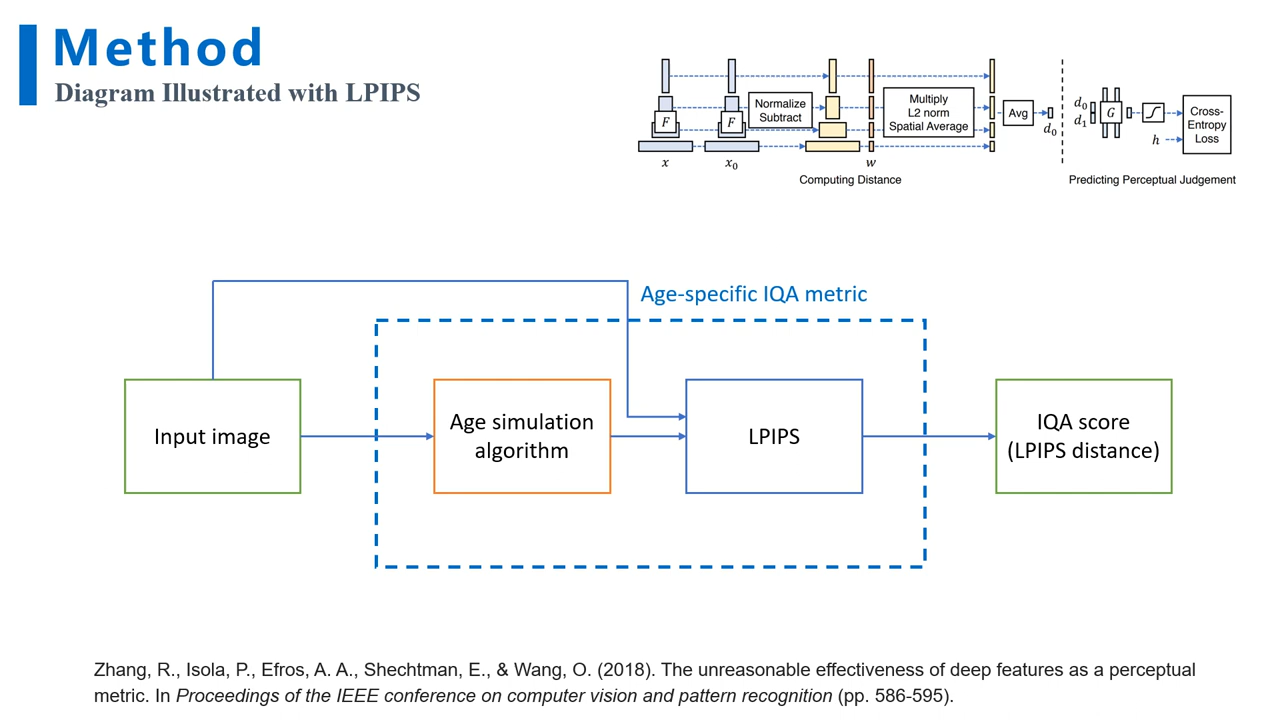 Method
Diagram Illustrated with LPIPS
F
F
Normalize
Subtract
Multiply
L2 norm
Spatial Average
Avg
d0
d0
d1
G
h
Cross-
Entropy
Loss
x
x0
w
Computing Distance
Predicting Perceptual Judgement
Age-specific IQA metric
Input image
Age simulation
algorithm
LPIPS
IQA score
(LPIPS distance)
Zhang, R., Isola, P., Efros, A. A., Shechtman, E., & Wang, O. (2018). The unreasonable effectiveness of deep features as a perceptual
metric. In Proceedings of the IEEE conference on computer vision and pattern recognition (pp. 586-595).